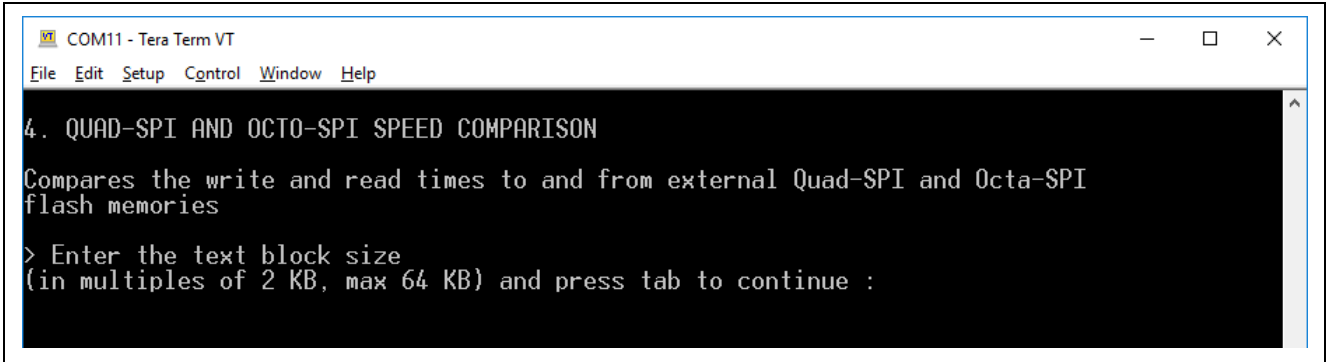 COM11 - Tera Term VT
File Edit Setup Control Window Help
4. QUAD-SPI AND OCTO-SPI SPEED COMPARISON
Compares the write and read times to and from external Quad-SPI and Octa-SPI
flash memories
> Enter the text block size
(in multiples of 2 KB, max 64 KB) and press tab to continue :